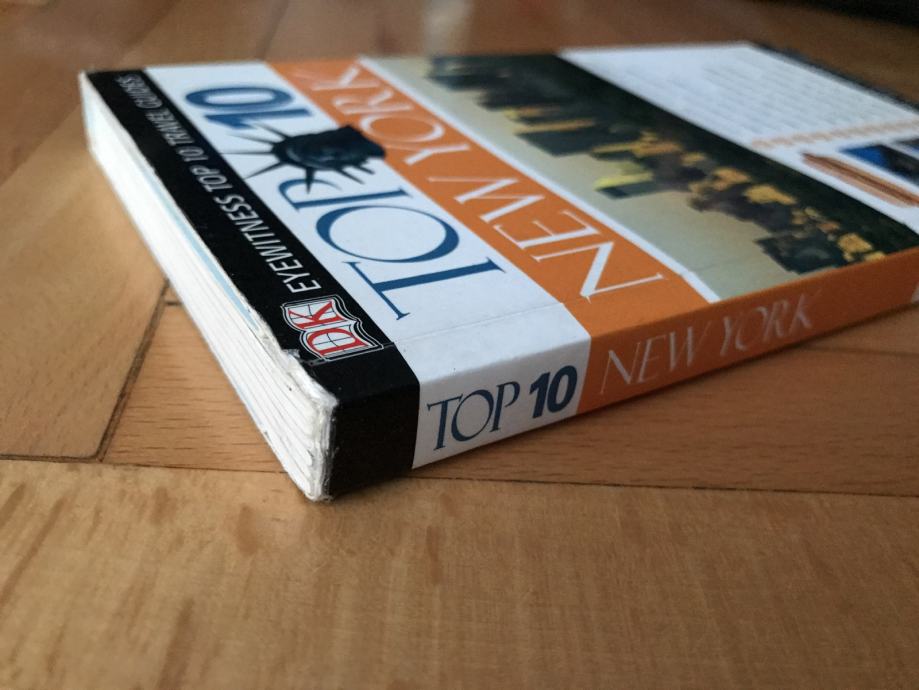 DK EYEWITNESS TOP 10 TRAVEL GUIDES
TOP 10
NEW YORK
TOP 10 NEW YORK